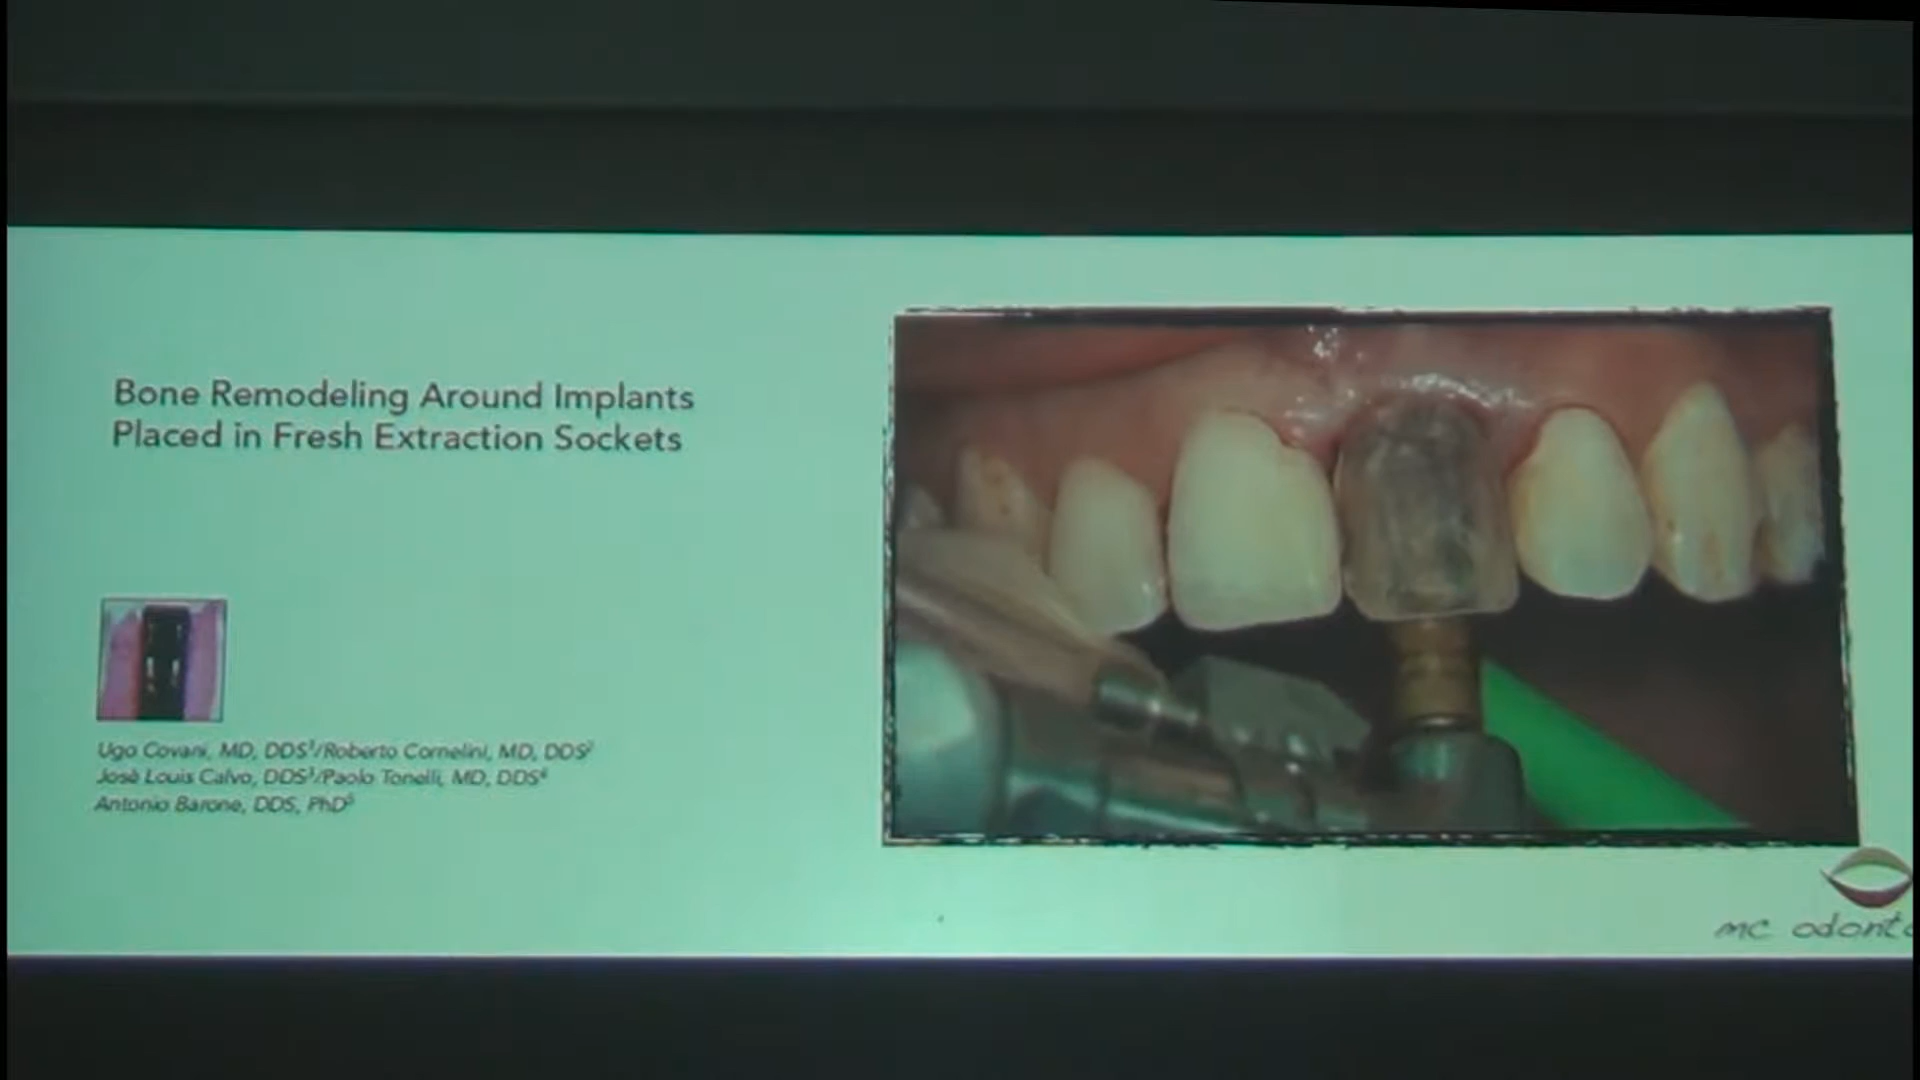 Bone Remodeling Around Implants
Placed in Fresh Extraction Sockets
Ugo Covani, MD, DDS¹/Roberto Cornelini, MD, DDS²
Josè Louis Calvo, DDS³/Paolo Tonelli, MD, DDS⁴
Antonio Barone, DDS, PhD⁵
mc odonto